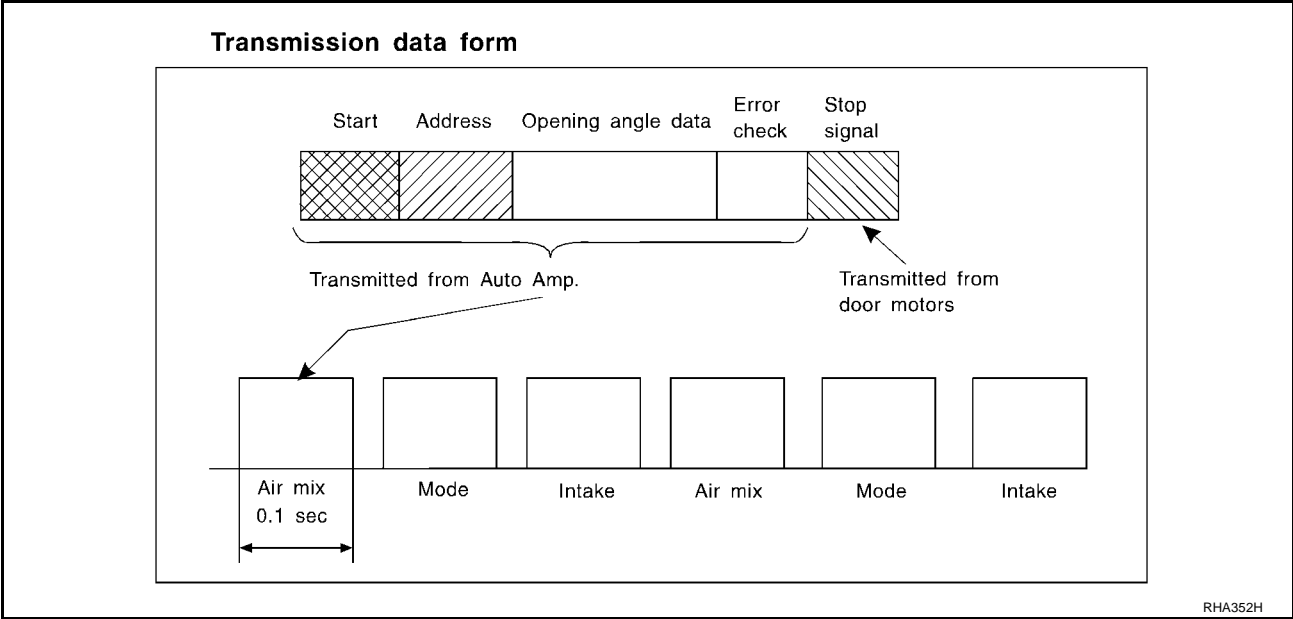 Transmission data form
Start
Address
Opening angle data
Error
check
Stop
signal
Transmitted from Auto Amp.
Transmitted from
door motors
Air mix
0.1 sec
Mode
Intake
Air mix
Mode
Intake
RHA352H